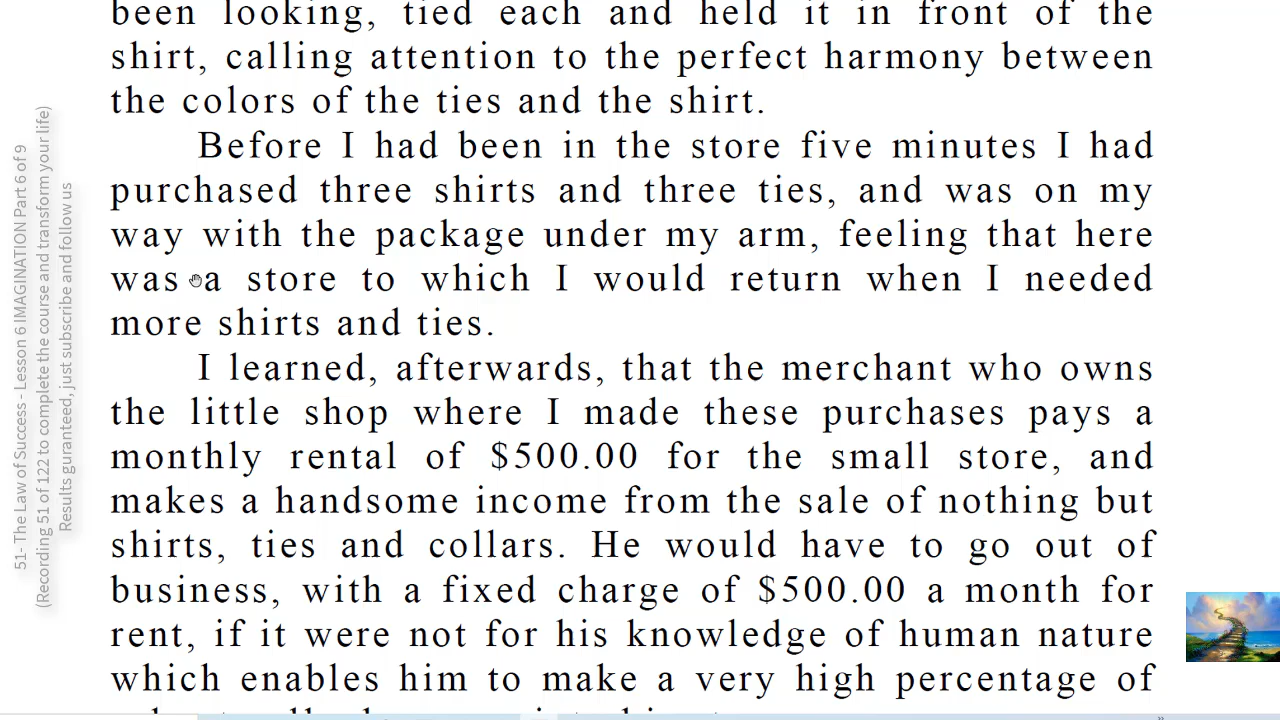 been looking, tied each and held it in front of the
shirt, calling attention to the perfect harmony between
the colors of the ties and the shirt.
Before I had been in the store five minutes I had
purchased three shirts and three ties, and was on my
way with the package under my arm, feeling that here
was a store to which I would return when I needed
more shirts and ties.
I learned, afterwards, that the merchant who owns
the little shop where I made these purchases pays a
monthly rental of $500.00 for the small store, and
makes a handsome income from the sale of nothing but
shirts, ties and collars. He would have to go out of
business, with a fixed charge of $500.00 a month for
rent, if it were not for his knowledge of human nature
which enables him to make a very high percentage of
51- The Law of Success - Lesson 6 IMAGINATION Part 6 of 9
(Recording 51 of 122 to complete the course and transform your life)
Results guranteed, just subscribe and follow us